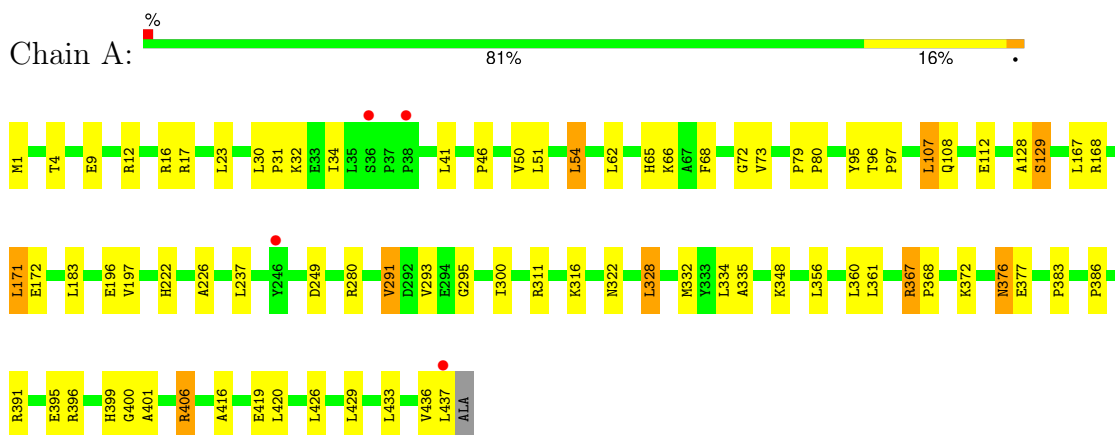 %
Chain A:
81% 16% •
M1 T4 E9 R12 R16 R17 L23 L30 P31 K32 E33 I34 L35 S36 P37 P38 L41 P46 V50 L51 L54 L62 H65 K66 A67 F68 G72 V73 P79 P80 Y95 T96 P97 L107 Q108 E112 A128 S129 L167 R168
L171 E172 L183 E196 V197 H222 A226 L237 Y246 D249 R280 V291 D292 V293 E294 G295 I300 R311 K316 N322 L328 M332 Y333 L334 A335 K348 L356 L360 L361 R367 P368 K372 N376 E377 P383 P386
R391 E395 R396 H399 G400 A401 R406 A416 E419 L420 L426 L429 L433 V436 L437 ALA